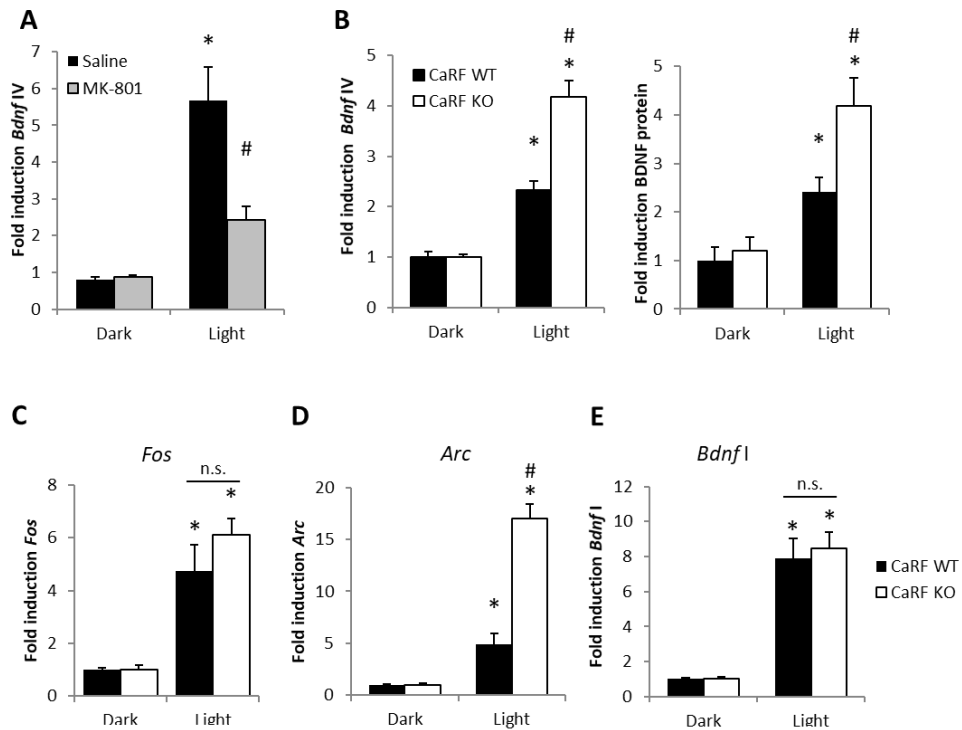 A
Fold induction Bdnf IV
7
6
5
4
3
2
1
0
Saline
MK-801
*
#
Dark
Light
B
Fold induction Bdnf IV
5
4
3
2
1
0
CaRF WT
CaRF KO
*
#
*
Dark
Light
Fold induction BDNF protein
5
4
3
2
1
0
*
#
*
Dark
Light
C
Fos
n.s.
Fold induction Fos
8
6
4
2
0
*
*
Dark
Light
D
Arc
Fold induction Arc
20
15
10
5
0
*
#
*
Dark
Light
E
Bdnf I
n.s.
Fold induction Bdnf I
12
10
8
6
4
2
0
*
*
Dark
Light
CaRF WT
CaRF KO